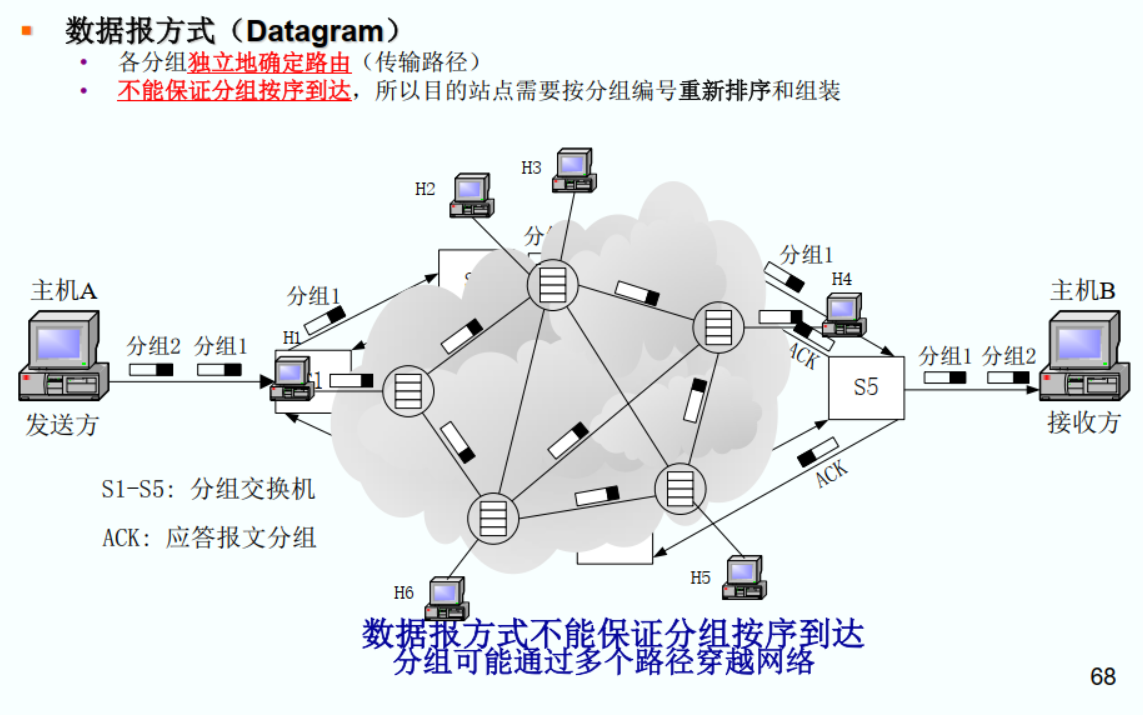 数据报方式（Datagram）
各分组独立地确定路由（传输路径）
不能保证分组按序到达，所以目的站点需要按分组编号重新排序和组装
H3
H2
分
分组1
H4
主机A
主机B
分组1
H1
分组2 分组1
ACK
分组1 分组2
S1
S5
发送方
接收方
ACK
S1-S5: 分组交换机
ACK: 应答报文分组
H5
H6
数据报方式不能保证分组按序到达
分组可能通过多个路径穿越网络
68